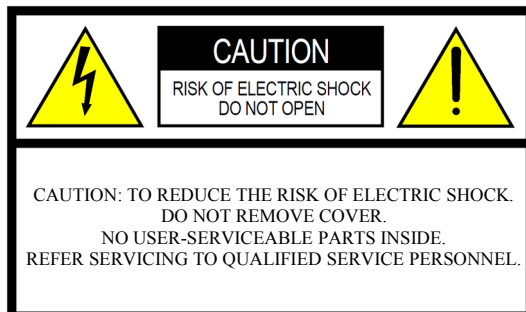 CAUTION
RISK OF ELECTRIC SHOCK
DO NOT OPEN
CAUTION: TO REDUCE THE RISK OF ELECTRIC SHOCK.
DO NOT REMOVE COVER.
NO USER-SERVICEABLE PARTS INSIDE.
REFER SERVICING TO QUALIFIED SERVICE PERSONNEL.